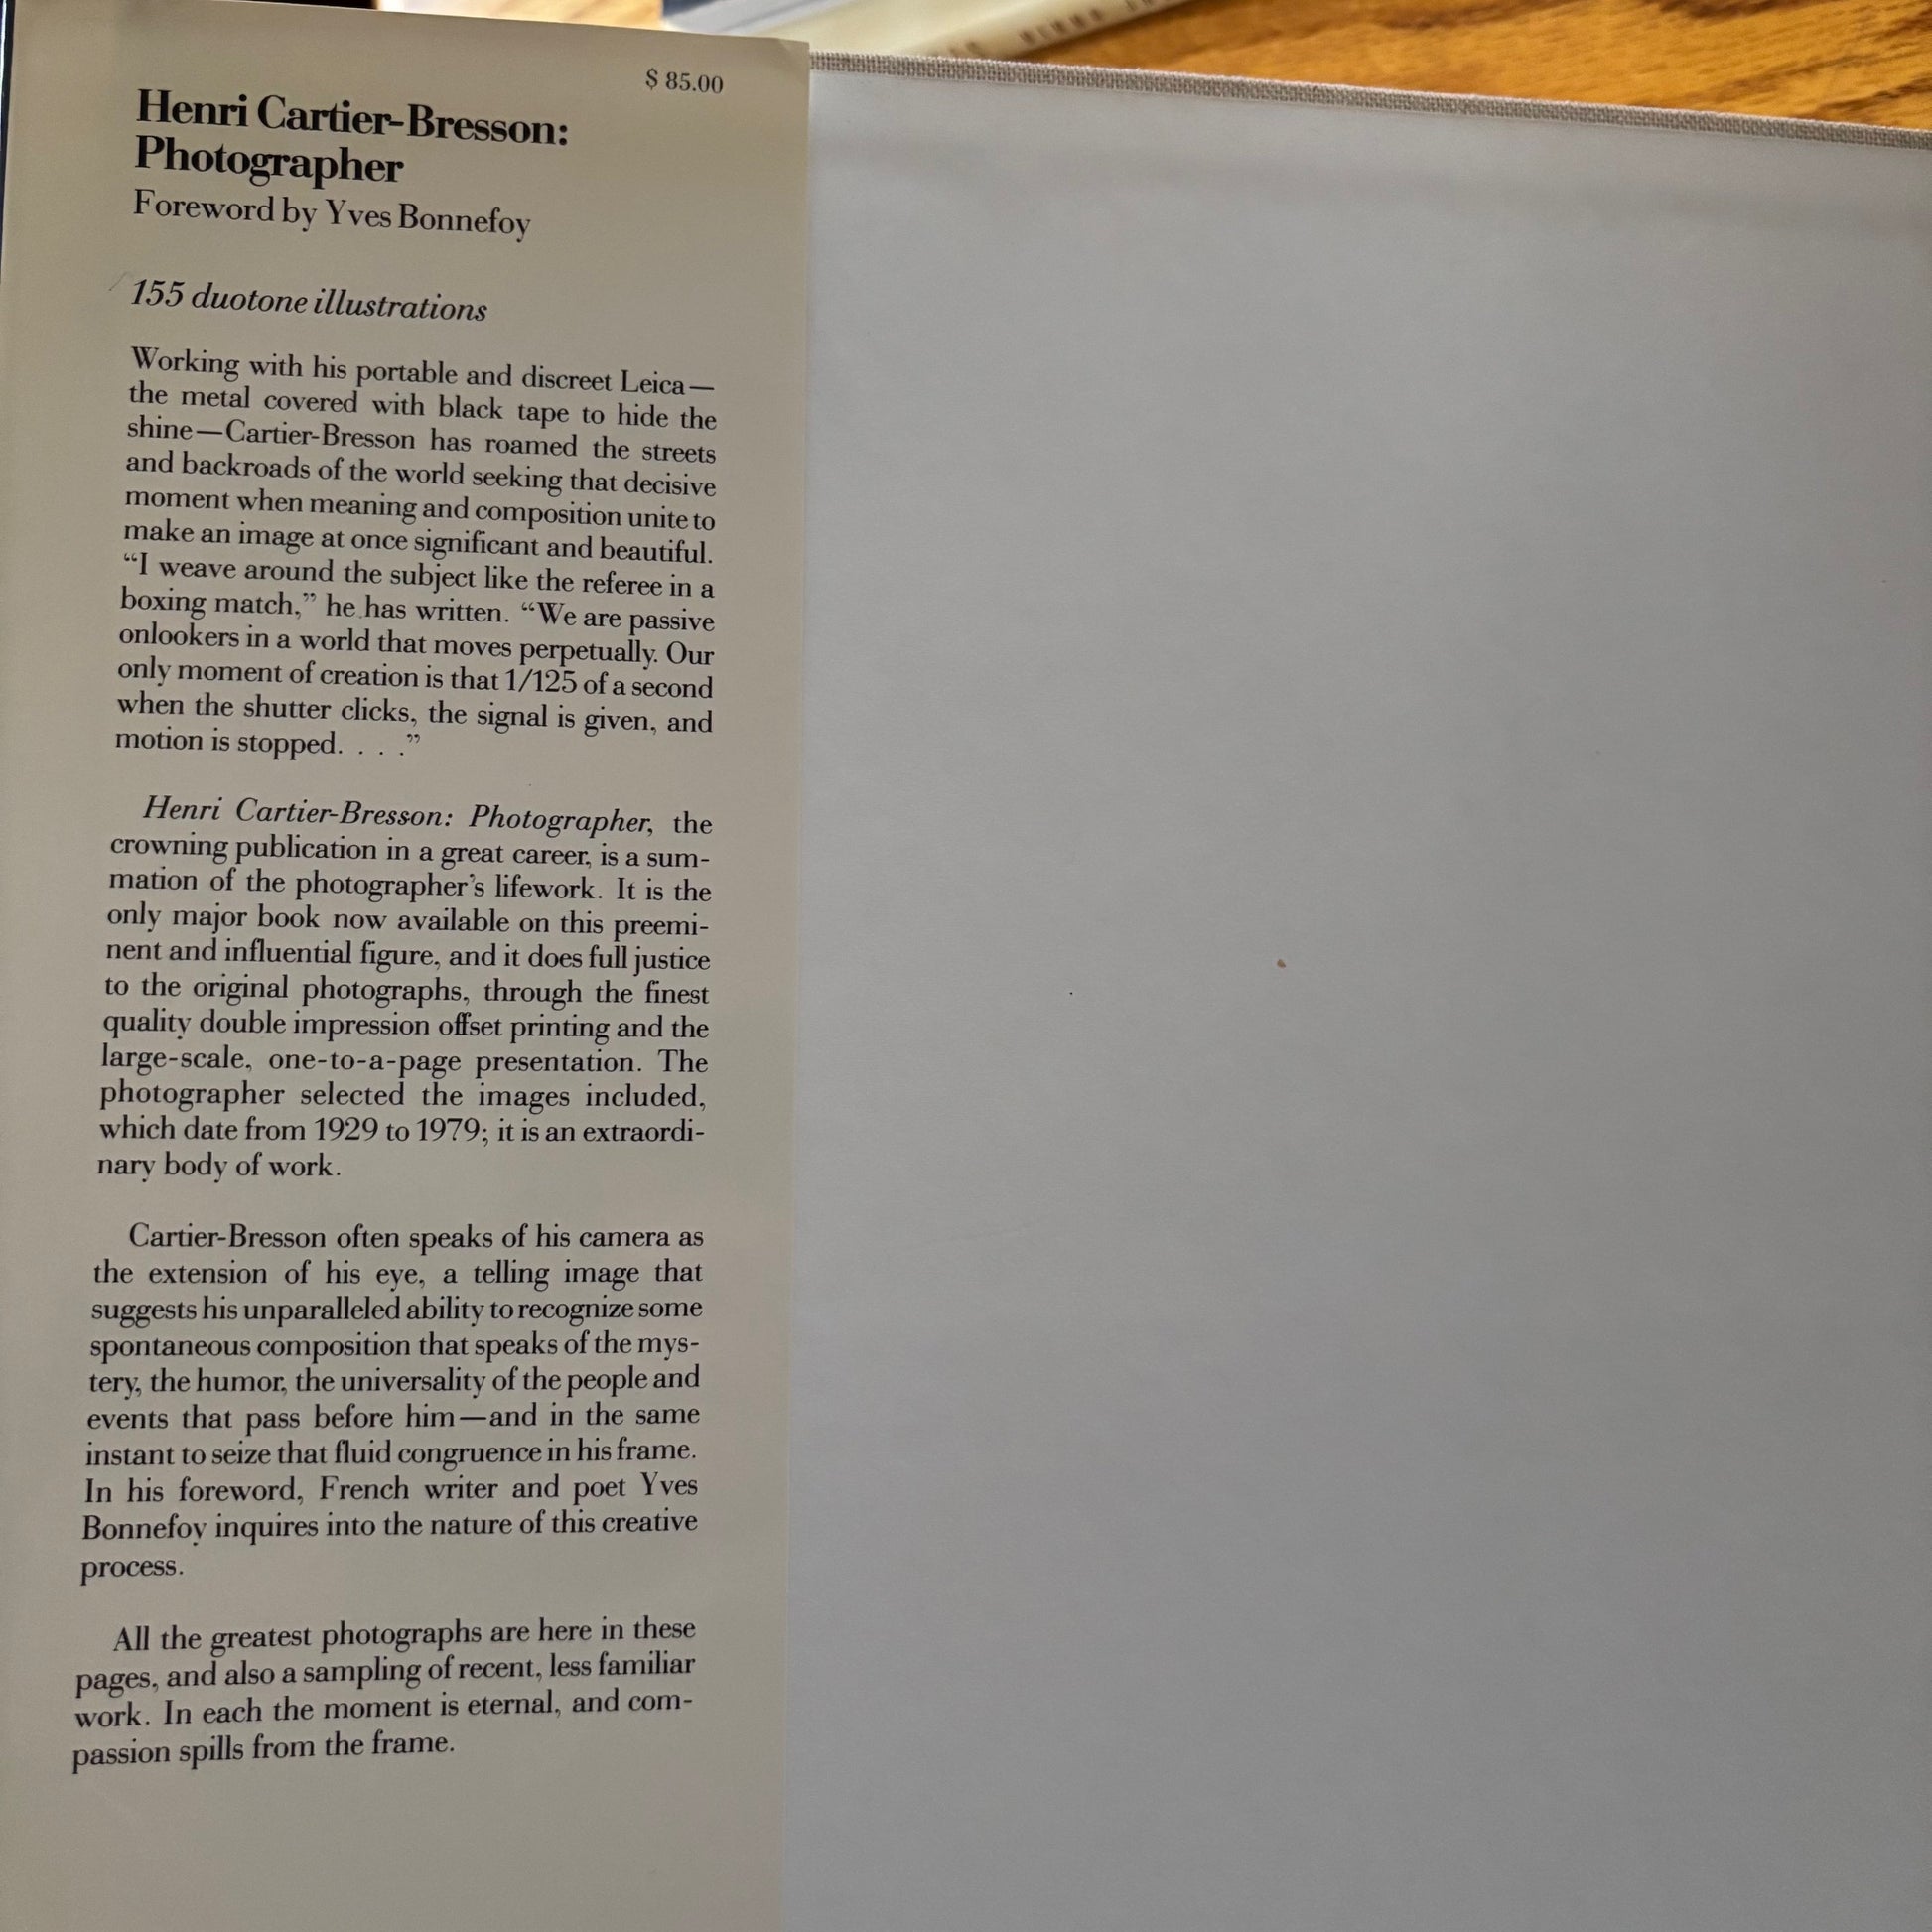 $ 85.00
Henri Cartier-Bresson:
Photographer
Foreword by Yves Bonnefoy
155 duotone illustrations
Working with his portable and discreet Leica—
the metal covered with black tape to hide the
shine—Cartier-Bresson has roamed the streets
and backroads of the world seeking that decisive
moment when meaning and composition unite to
make an image at once significant and beautiful.
“I weave around the subject like the referee in a
boxing match,” he has written. “We are passive
onlookers in a world that moves perpetually. Our
only moment of creation is that 1/125 of a second
when the shutter clicks, the signal is given, and
motion is stopped. . . .”
Henri Cartier-Bresson: Photographer, the
crowning publication in a great career, is a sum-
mation of the photographer’s lifework. It is the
only major book now available on this preemi-
nent and influential figure, and it does full justice
to the original photographs, through the finest
quality double impression offset printing and the
large-scale, one-to-a-page presentation. The
photographer selected the images included,
which date from 1929 to 1979; it is an extraordi-
nary body of work.
Cartier-Bresson often speaks of his camera as
the extension of his eye, a telling image that
suggests his unparalleled ability to recognize some
spontaneous composition that speaks of the mys-
tery, the humor, the universality of the people and
events that pass before him—and in the same
instant to seize that fluid congruence in his frame.
In his foreword, French writer and poet Yves
Bonnefoy inquires into the nature of this creative
process.
All the greatest photographs are here in these
pages, and also a sampling of recent, less familiar
work. In each the moment is eternal, and com-
passion spills from the frame.